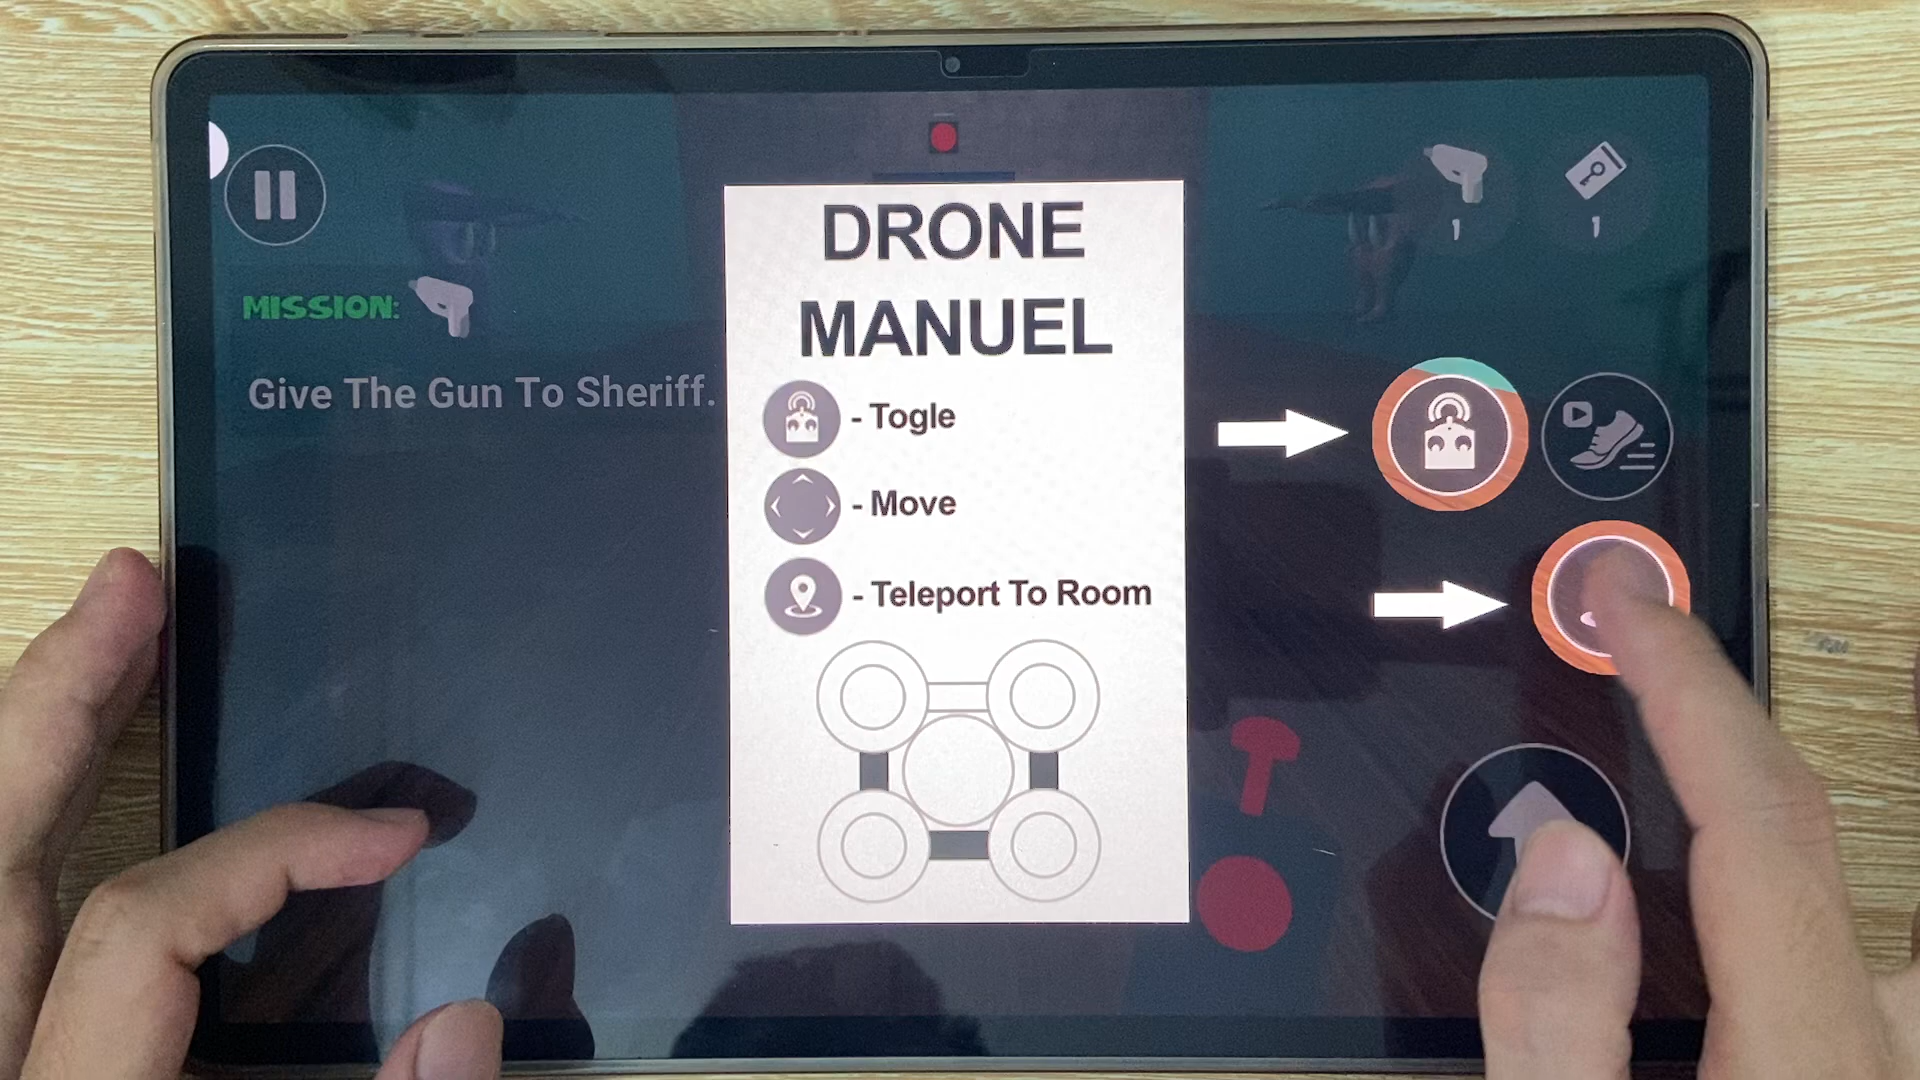 DRONE
MANUEL
- Togle
- Move
- Teleport To Room
MISSION:
Give The Gun To Sheriff.
1
1